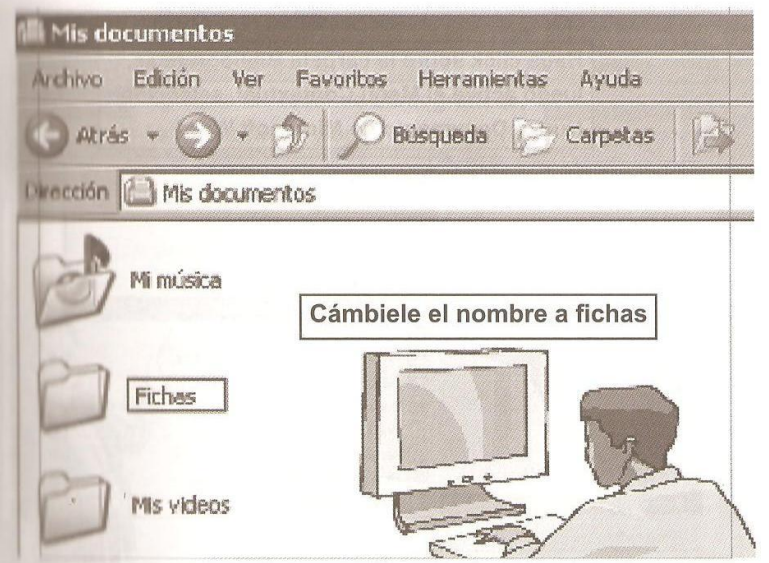 Mis documentos
Archivo Edición Ver Favoritos Herramientas Ayuda
Atrás Búsqueda Carpetas
Dirección Mis documentos
Mi música
Cámbiele el nombre a fichas
Fichas
Mis videos